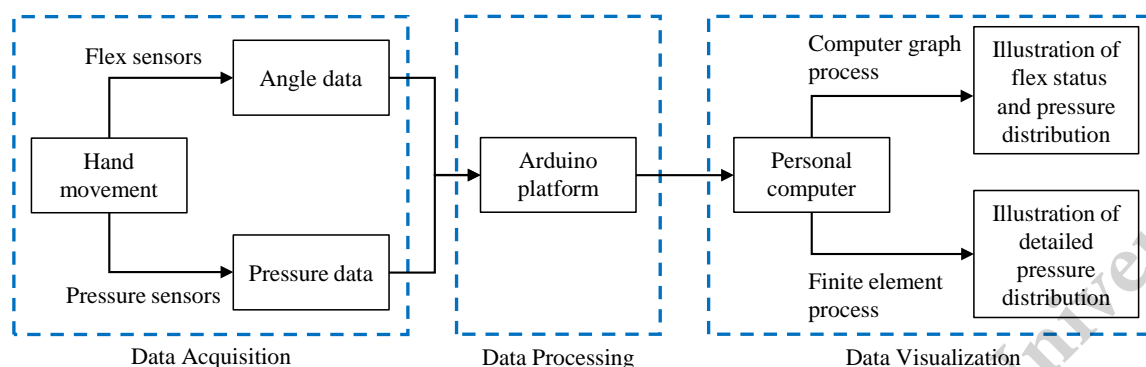 Flex sensors
Angle data
Hand
movement
Pressure data
Pressure sensors
Data Acquisition
Arduino
platform
Data Processing
Computer graph
process
Illustration of
flex status
and pressure
distribution
Personal
computer
Illustration of
detailed
pressure
distribution
Finite element
process
Data Visualization